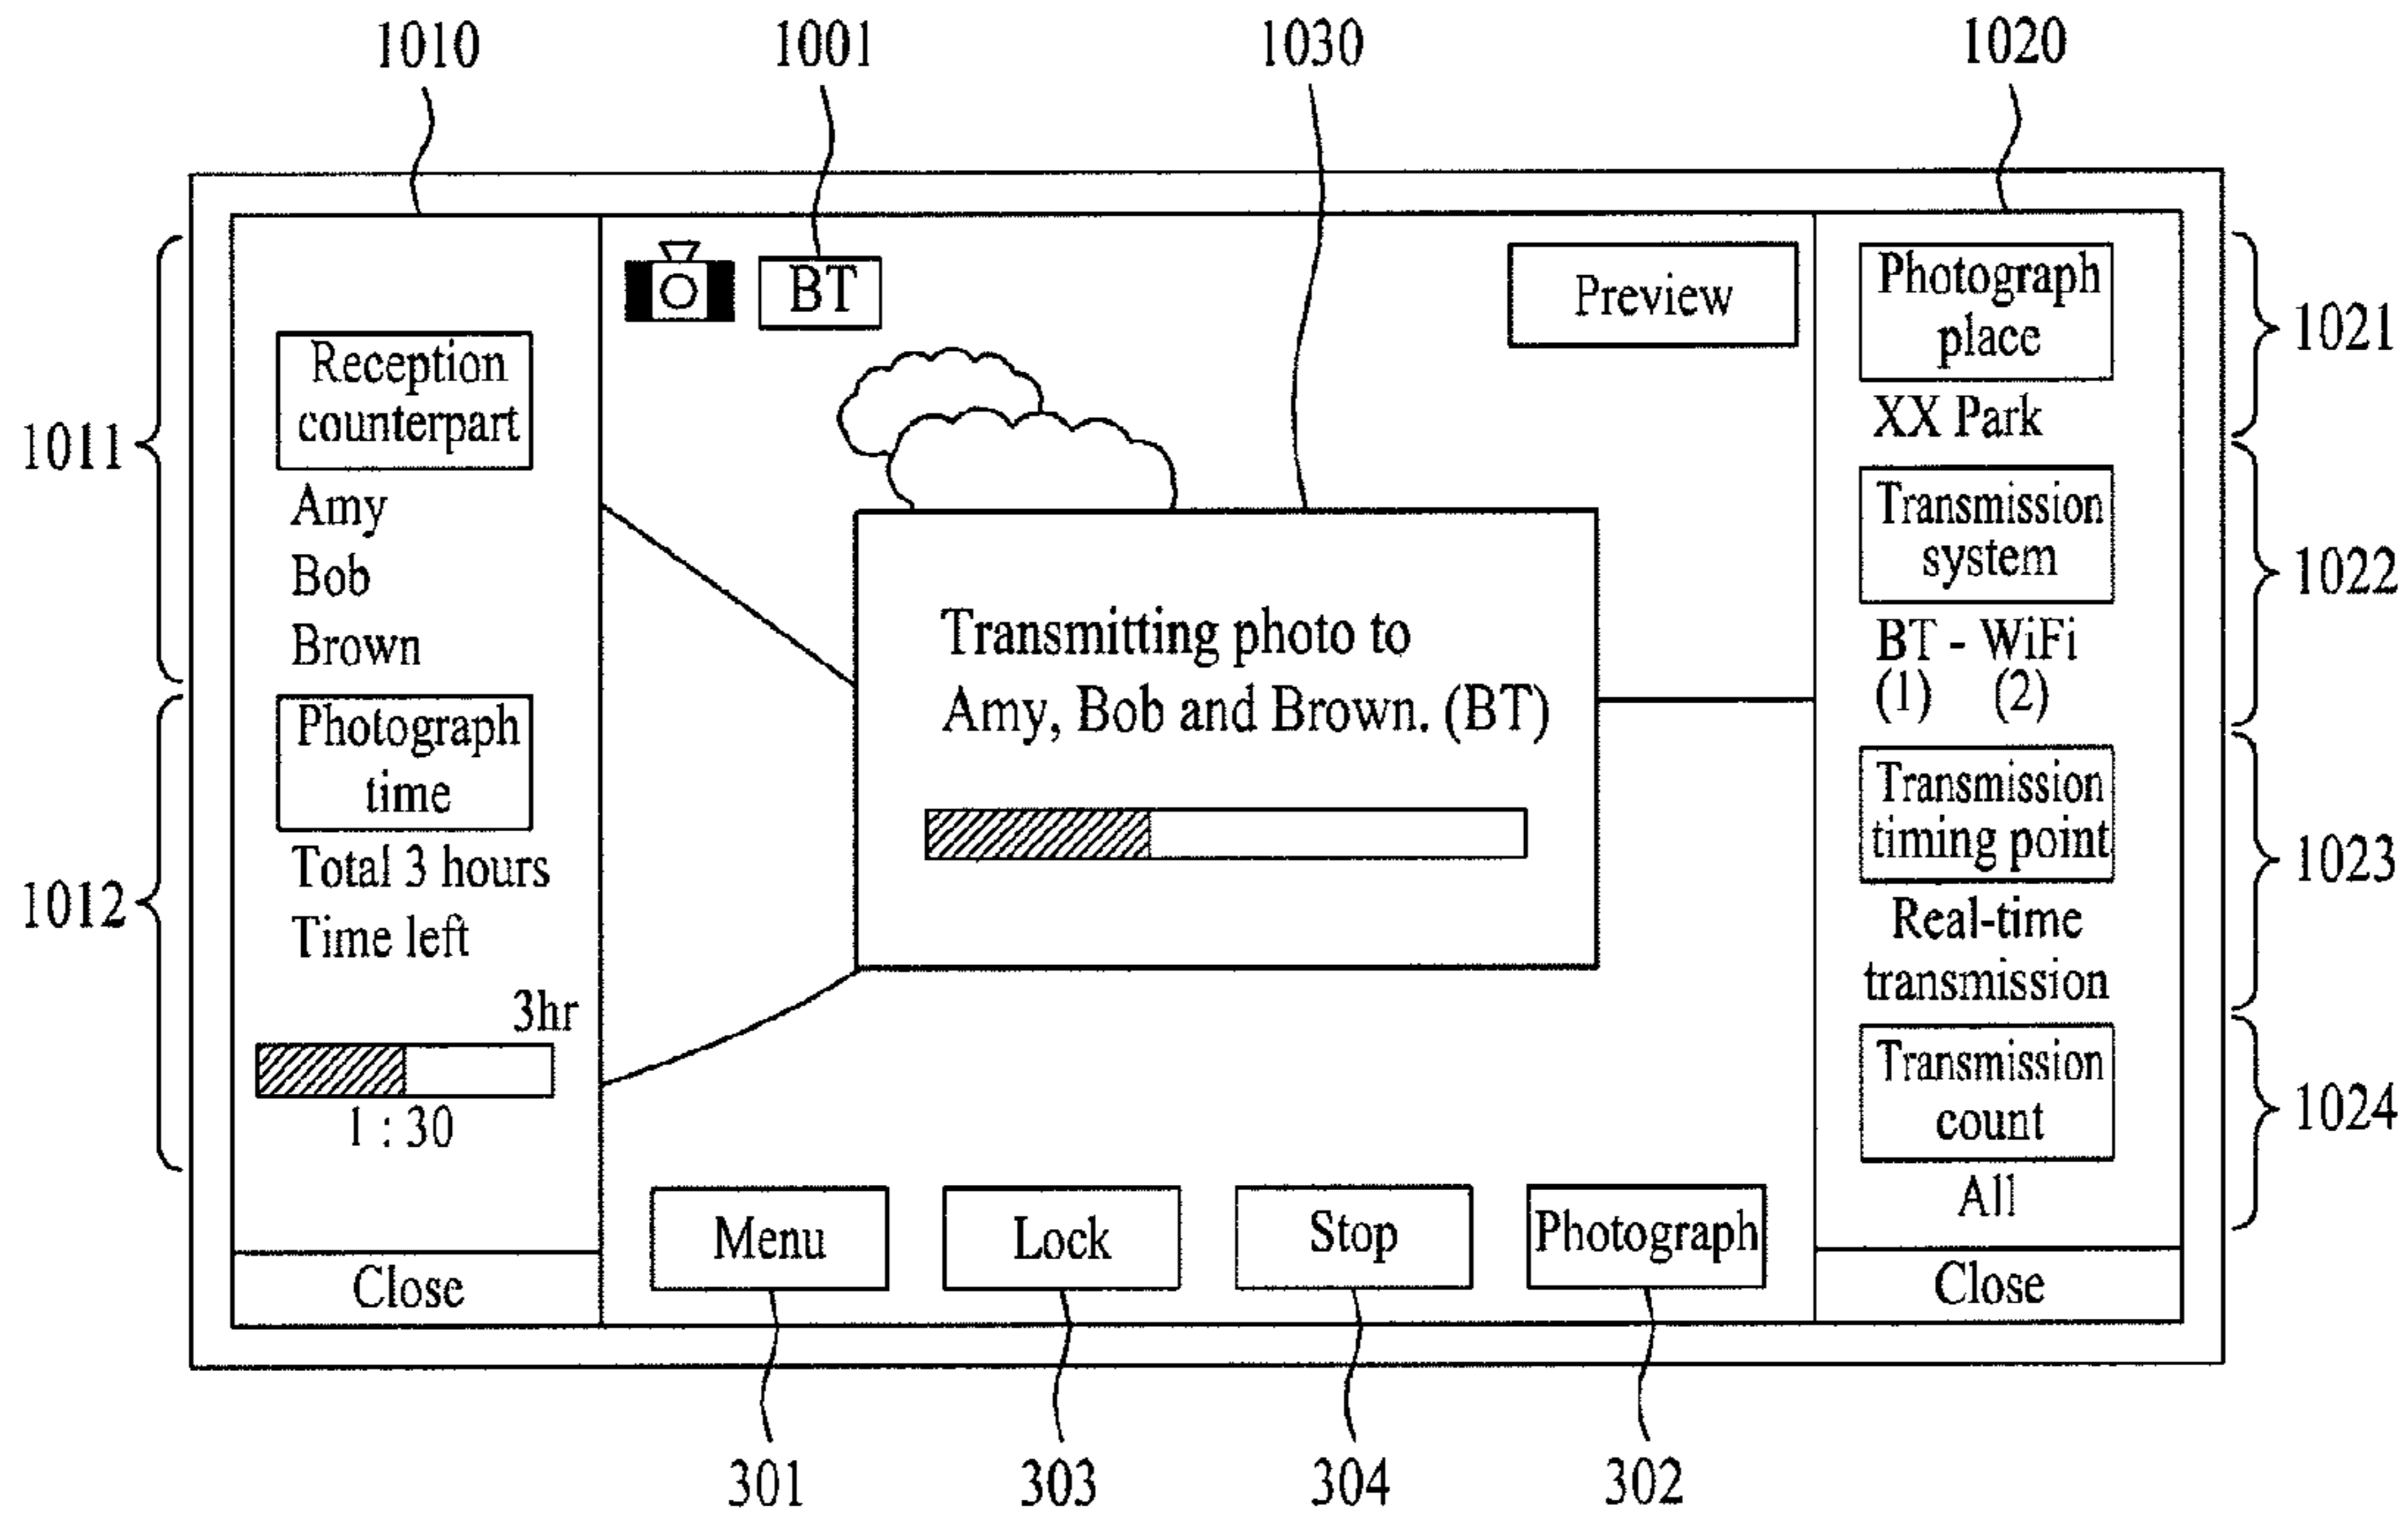 1010
1001
1030
1020
BT
Preview
1011
Reception
counterpart
Amy
Bob
Brown
1012
Photograph
time
Total 3 hours
Time left
3hr
1 : 30
Close
Transmitting photo to
Amy, Bob and Brown. (BT)
Photograph
place
XX Park
1021
Transmission
system
BT - WiFi
(1) (2)
1022
Transmission
timing point
Real-time
transmission
1023
Transmission
count
All
1024
Close
Menu
Lock
Stop
Photograph
301
303
304
302